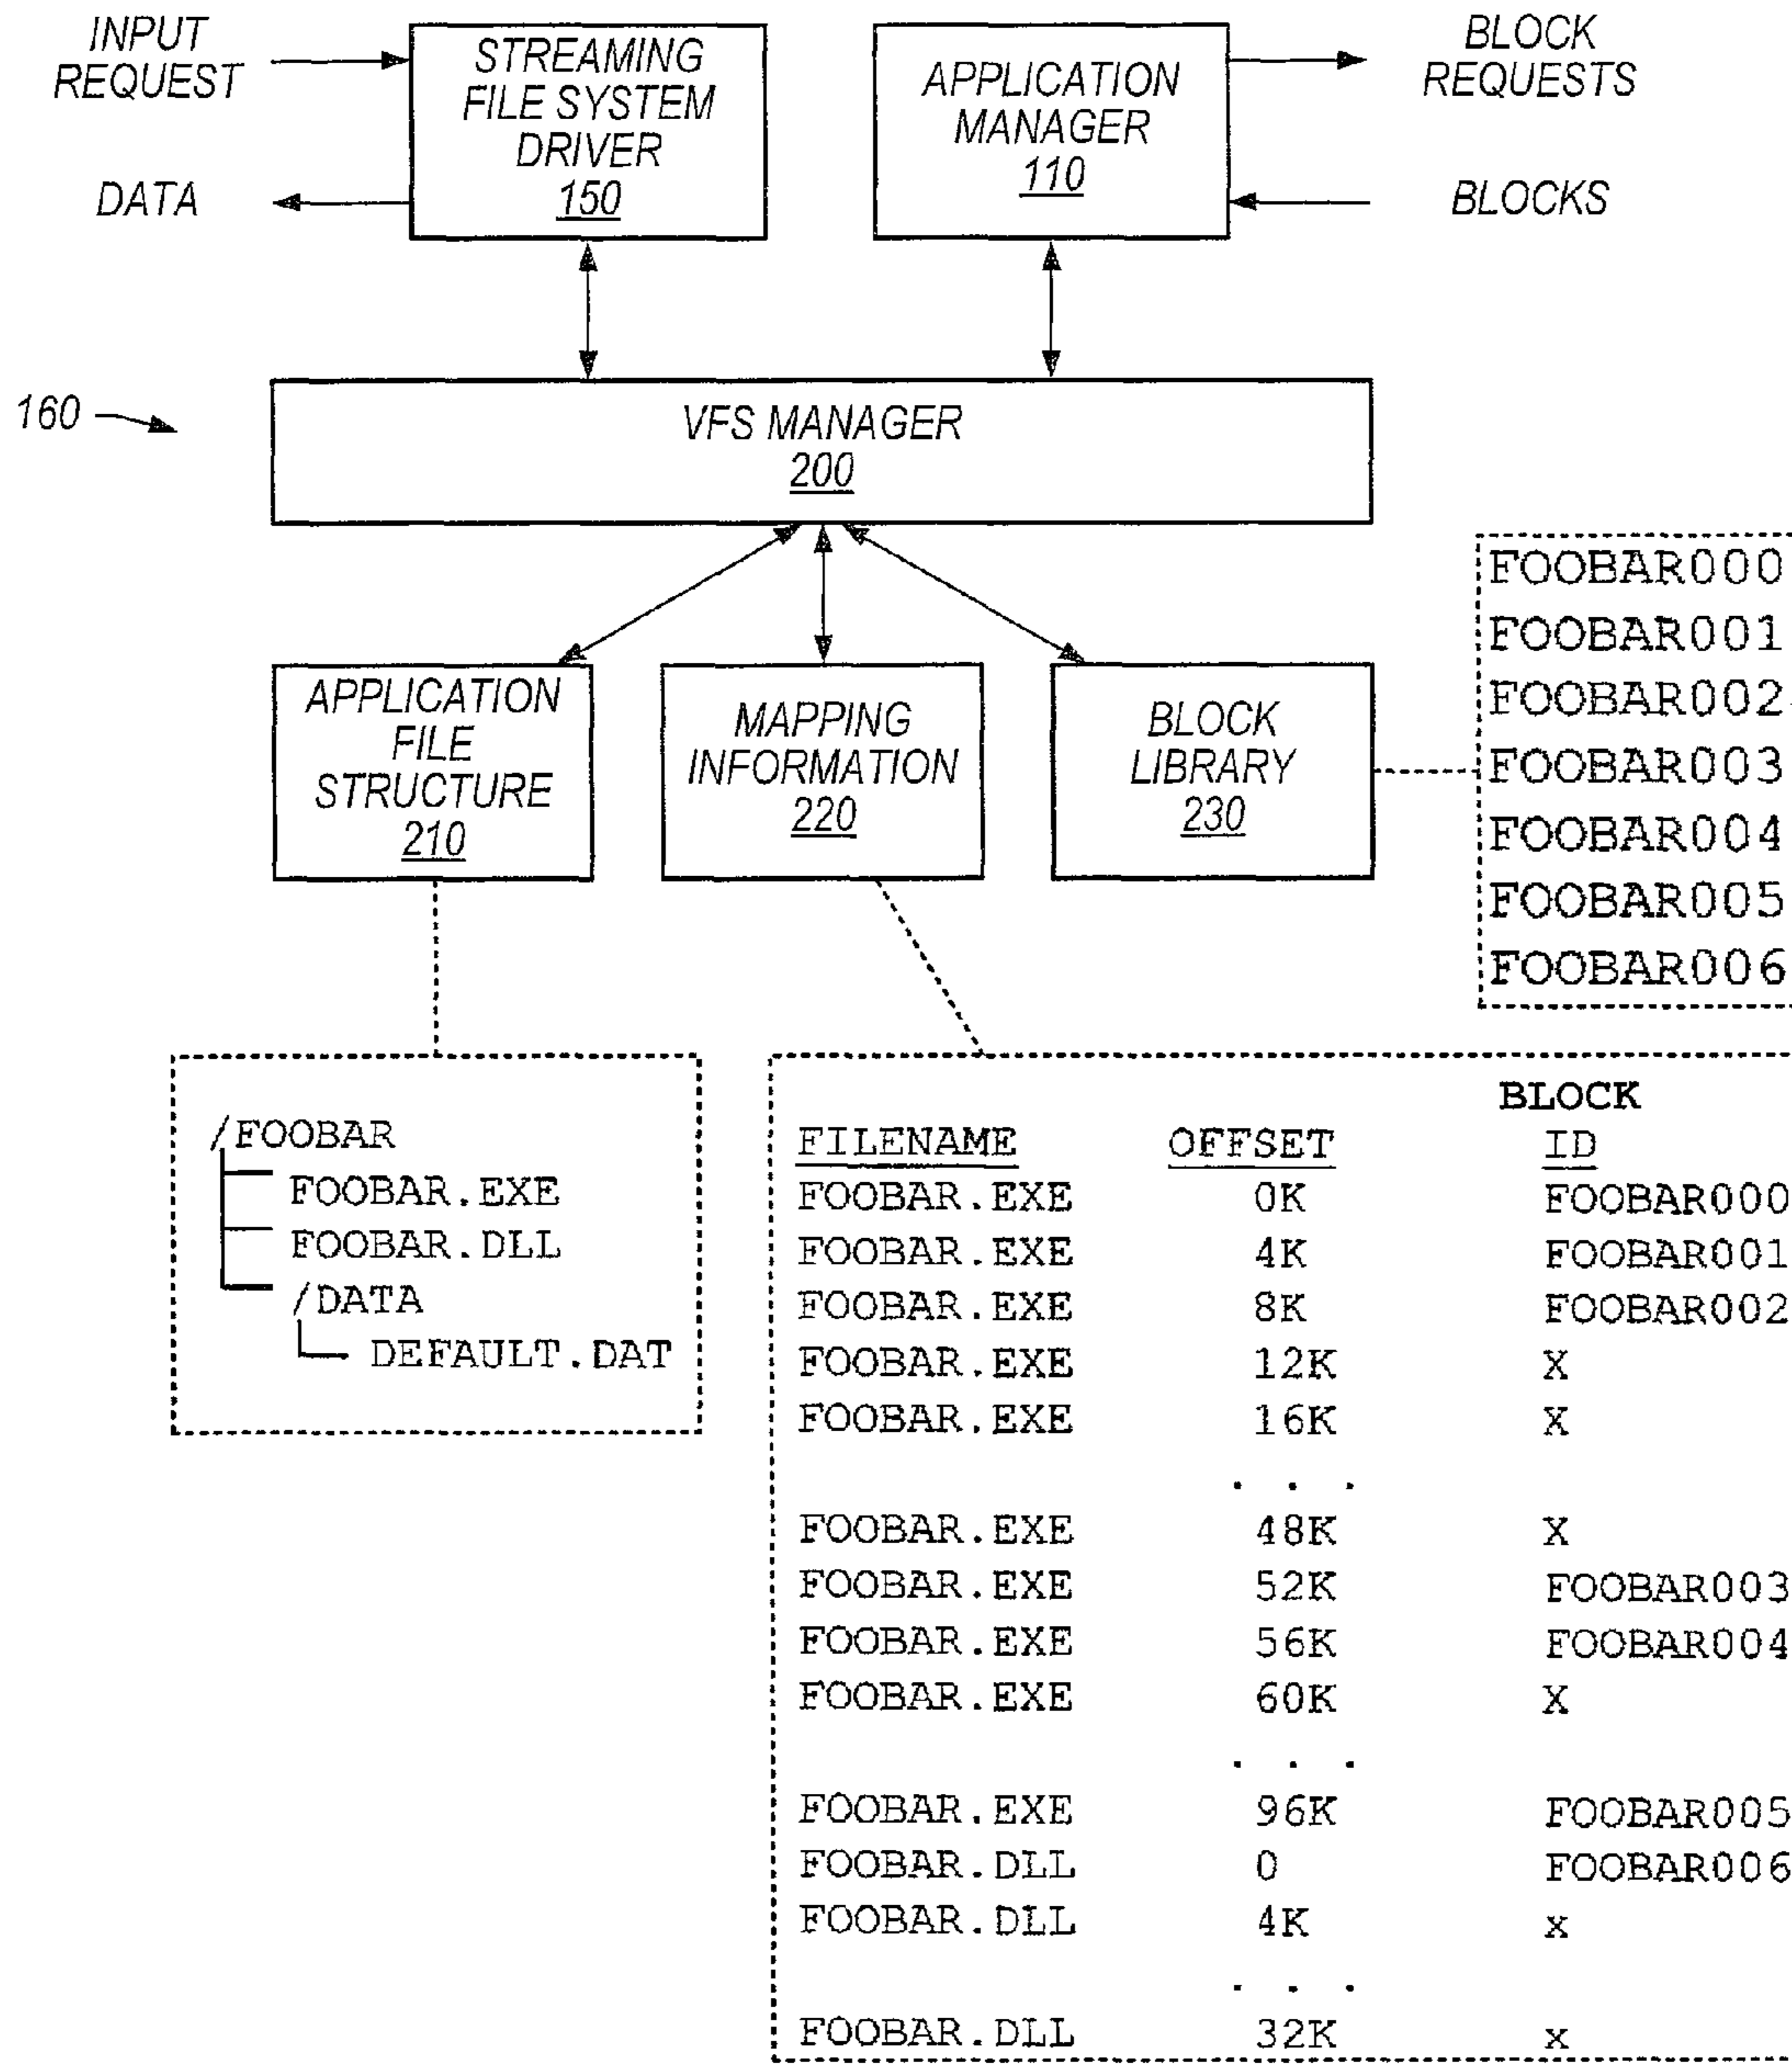 INPUT
REQUEST
DATA
STREAMING
FILE SYSTEM
DRIVER
150
APPLICATION
MANAGER
110
BLOCK
REQUESTS
BLOCKS
160
VFS MANAGER
200
APPLICATION
FILE
STRUCTURE
210
MAPPING
INFORMATION
220
BLOCK
LIBRARY
230
FOOBAR000
FOOBAR001
FOOBAR002
FOOBAR003
FOOBAR004
FOOBAR005
FOOBAR006
/FOOBAR
FOOBAR.EXE
FOOBAR.DLL
/DATA
DEFAULT.DAT
BLOCK
FILENAME OFFSET ID
FOOBAR.EXE 0K FOOBAR000
FOOBAR.EXE 4K FOOBAR001
FOOBAR.EXE 8K FOOBAR002
FOOBAR.EXE 12K X
FOOBAR.EXE 16K X
. . .
FOOBAR.EXE 48K X
FOOBAR.EXE 52K FOOBAR003
FOOBAR.EXE 56K FOOBAR004
FOOBAR.EXE 60K X
. . .
FOOBAR.EXE 96K FOOBAR005
FOOBAR.DLL 0 FOOBAR006
FOOBAR.DLL 4K x
. . .
FOOBAR.DLL 32K x